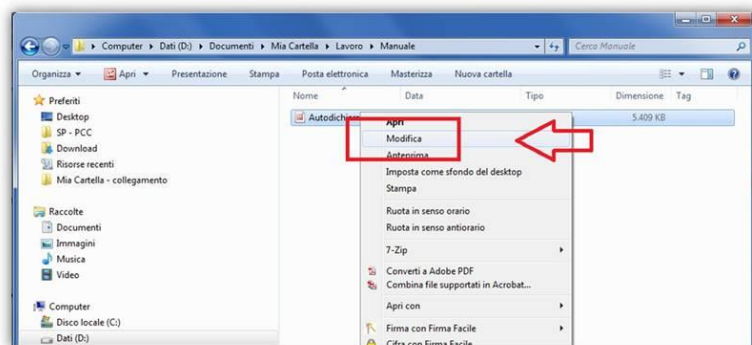 Computer ▸ Dati (D:) ▸ Documenti ▸ Mia Cartella ▸ Lavoro ▸ Manuale
Cerca Manuale
Organizza Apri Presentazione Stampa Posta elettronica Masterizza Nuova cartella
Nome Data Tipo Dimensione Tag
Preferiti
Desktop
SP - PCC
Download
Risorse recenti
Mia Cartella - collegamento
Raccolte
Documenti
Immagini
Musica
Video
Computer
Disco locale (C:)
Dati (D:)
5.409 KB
Apri
Modifica
Anteprima
Imposta come sfondo del desktop
Stampa
Ruota in senso orario
Ruota in senso antiorario
7-Zip
Converti a Adobe PDF
Combina file supportati in Acrobat...
Apri con
Firma con Firma Facile
Cifra con Firma Facile